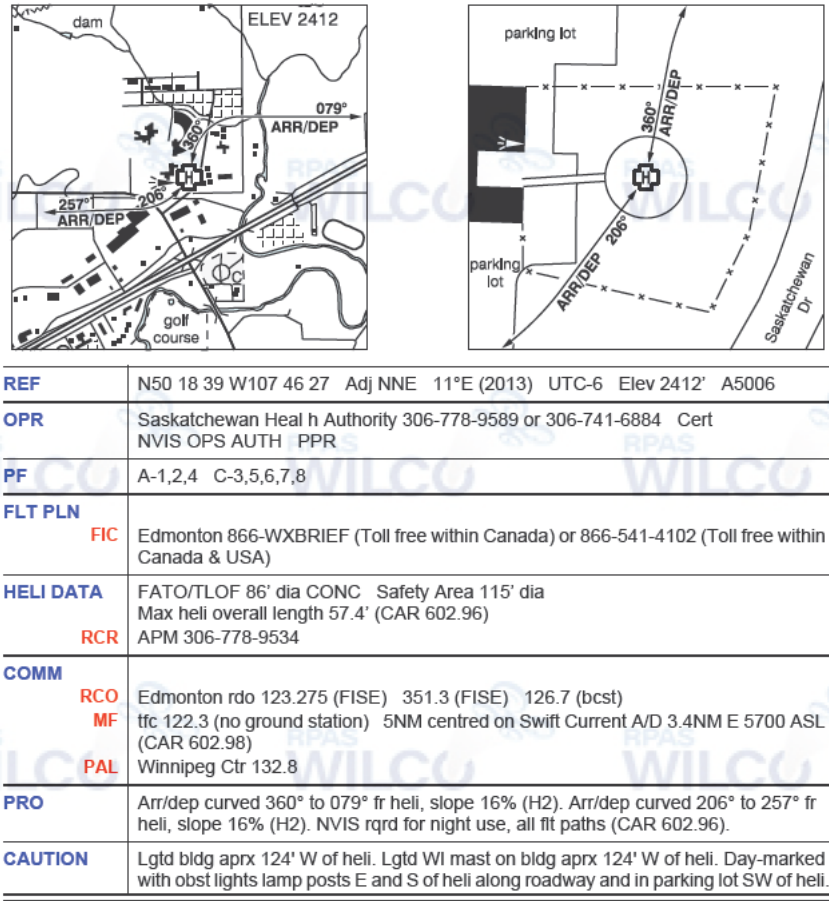 dam
ELEV 2412
079°
ARR/DEP
360°
257°
ARR/DEP
206°
H
C
golf
course
parking lot
360°
ARR/DEP
H
ARR/DEP 206°
parking
lot
Saskatchewan
Dr
REF N50 18 39 W107 46 27 Adj NNE 11°E (2013) UTC-6 Elev 2412' A5006
OPR Saskatchewan Heal h Authority 306-778-9589 or 306-741-6884 Cert
NVIS OPS AUTH PPR
PF A-1,2,4 C-3,5,6,7,8
FLT PLN
FIC Edmonton 866-WXBRIEF (Toll free within Canada) or 866-541-4102 (Toll free within
Canada & USA)
HELI DATA FATO/TLOF 86' dia CONC Safety Area 115' dia
Max heli overall length 57.4' (CAR 602.96)
RCR APM 306-778-9534
COMM
RCO Edmonton rdo 123.275 (FISE) 351.3 (FISE) 126.7 (bcst)
MF tfc 122.3 (no ground station) 5NM centred on Swift Current A/D 3.4NM E 5700 ASL
(CAR 602.98)
PAL Winnipeg Ctr 132.8
PRO Arr/dep curved 360° to 079° fr heli, slope 16% (H2). Arr/dep curved 206° to 257° fr
heli, slope 16% (H2). NVIS rqrd for night use, all flt paths (CAR 602.96).
CAUTION Lgtd bldg aprx 124' W of heli. Lgtd WI mast on bldg aprx 124' W of heli. Day-marked
with obst lights lamp posts E and S of heli along roadway and in parking lot SW of heli.
RPAS
WILCO